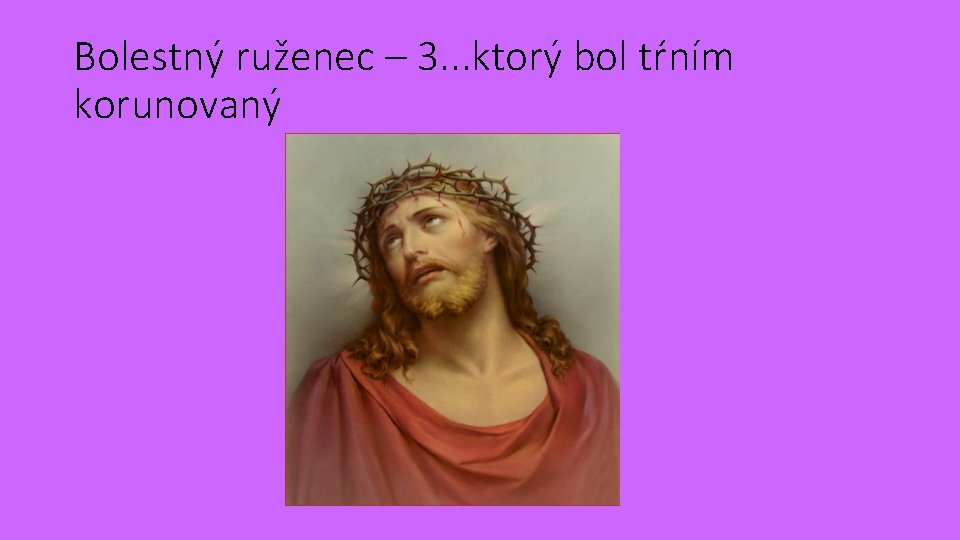 Bolestný ruženec – 3...ktorý bol tŕním
korunovaný